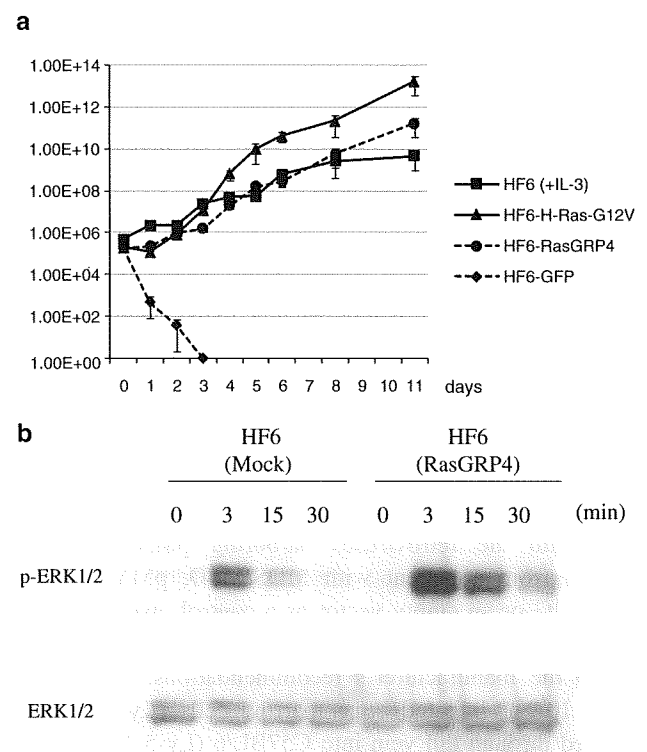 a
1.00E+14
1.00E+12
1.00E+10
1.00E+08
1.00E+06
1.00E+04
1.00E+02
1.00E+00
0 1 2 3 4 5 6 7 8 9 10 11 days
HF6 (+IL-3)
HF6-H-Ras-G12V
HF6-RasGRP4
HF6-GFP
b
HF6 HF6
(Mock) (RasGRP4)
0 3 15 30 0 3 15 30 (min)
p-ERK1/2
ERK1/2